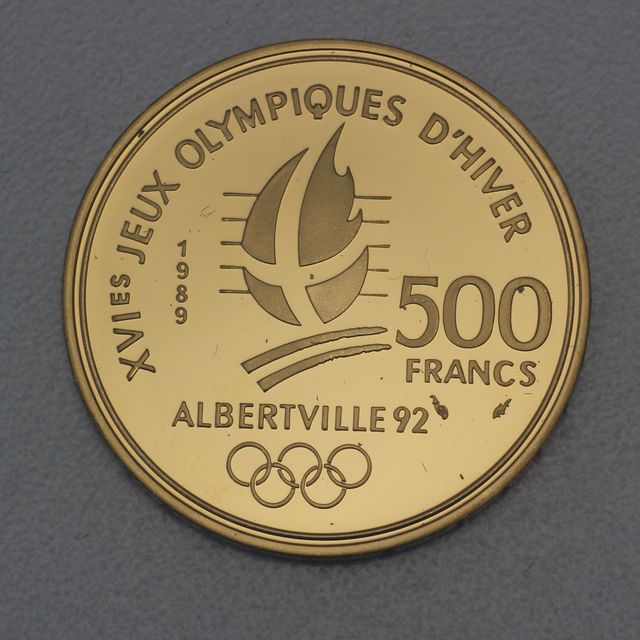 XVIES JEUX OLYMPIQUES D'HIVER
1989
500
FRANCS
ALBERTVILLE 92